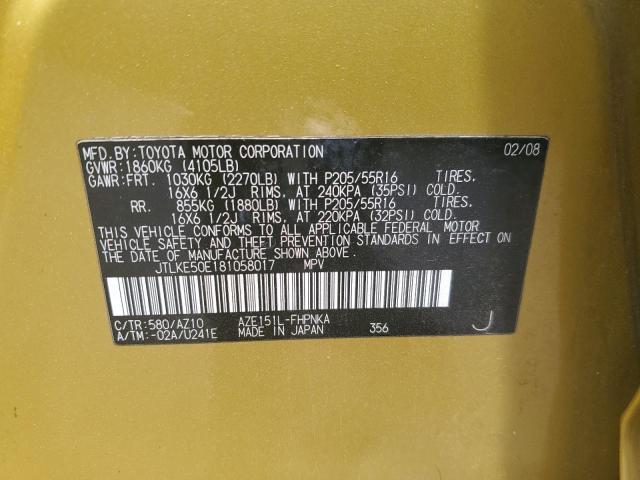 MFD.BY:TOYOTA MOTOR CORPORATION 02/08
GVWR:1860KG (4105LB)
GAWR:FRT. 1030KG (2270LB) WITH P205/55R16 TIRES.
16X6 1/2J RIMS, AT 240KPA (35PSI) COLD.
RR. 855KG (1880LB) WITH P205/55R16 TIRES.
16X6 1/2J RIMS, AT 220KPA (32PSI) COLD.
THIS VEHICLE CONFORMS TO ALL APPLICABLE FEDERAL MOTOR
VEHICLE SAFETY AND THEFT PREVENTION STANDARDS IN EFFECT ON
THE DATE OF MANUFACTURE SHOWN ABOVE.
JTLKE50E181058017 MPV
C/TR:580/AZ10 AZE151L-FHPNKA
A/TM:-02A/U241E MADE IN JAPAN 356 J